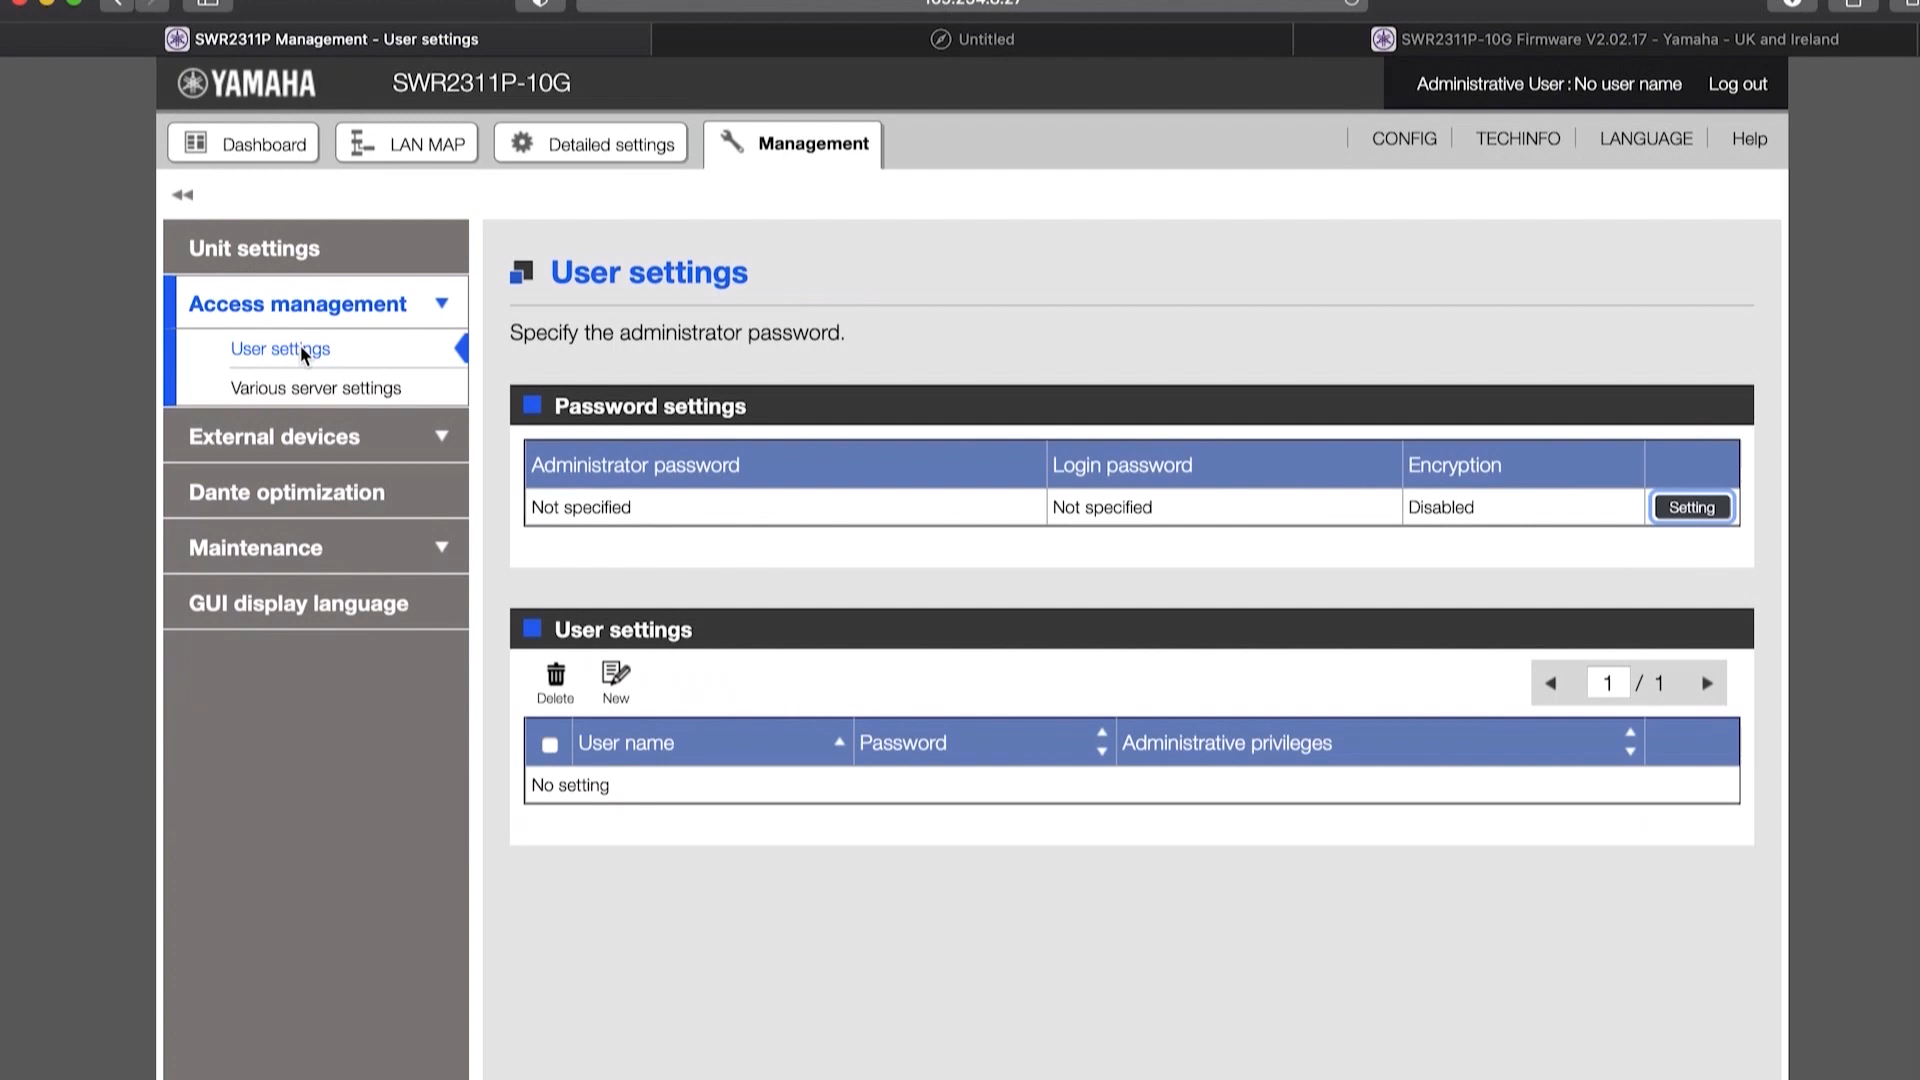 SWR2311P Management - User settings
Untitled
SWR2311P-10G Firmware V2.02.17 - Yamaha - UK and Ireland
YAMAHA
SWR2311P-10G
Administrative User : No user name
Log out
Dashboard
LAN MAP
Detailed settings
Management
CONFIG
TECHINFO
LANGUAGE
Help
Unit settings
Access management
User settings
Various server settings
External devices
Dante optimization
Maintenance
GUI display language
User settings
Specify the administrator password.
Password settings
Administrator password Login password Encryption
Not specified Not specified Disabled Setting
User settings
Delete New
1 / 1
User name Password Administrative privileges
No setting